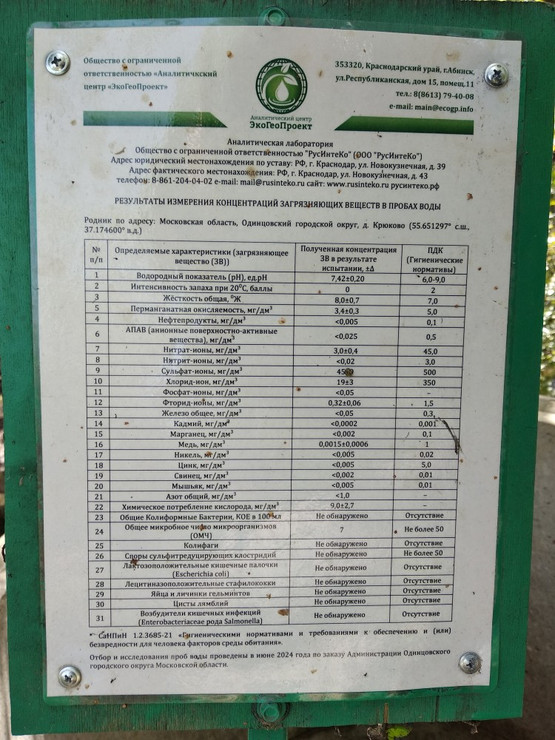 Общество с ограниченной
ответственностью «Аналитичкский
центр «ЭкоГеоПроект»
Аналитический центр
ЭкоГеоПроект
353320, Краснодарский урай, г.Абинск,
ул.Республиканская, дом 15, помещ.11
тел.: 8(8613) 79-40-08
e-mail: main@ecogp.info
Аналитическая лаборатория
Общество с ограниченной ответственностью "РусИнтеКо" (ООО "РусИнтеКо")
Адрес юридический местонахождения по уставу: РФ, г. Краснодар, ул. Новокузнечная, д. 39
Адрес фактического местонахождения: РФ, г. Краснодар, ул. Новокузнечная, д. 43
телефон: 8-861-204-04-02 e-mail: mail@rusinteko.ru сайт: www.rusinteko.ru русинтеко.рф
РЕЗУЛЬТАТЫ ИЗМЕРЕНИЯ КОНЦЕНТРАЦИЙ ЗАГРЯЗНЯЮЩИХ ВЕЩЕСТВ В ПРОБАХ ВОДЫ
Родник по адресу: Московская область, Одинцовский городской округ, д. Крюково (55.651297° с.ш.,
37.174600° в.д.)
№ п/п Определяемые характеристики (загрязняющее вещество (ЗВ)) Полученная концентрация ЗВ в результате испытании, ±Δ ПДК (Гигиенические нормативы)
1 Водородный показатель (рН), ед.рН 7,42±0,20 6,0-9,0
2 Интенсивность запаха при 20°С, баллы 0 2
3 Жёсткость общая, °Ж 8,0±0,7 7,0
5 Перманганатная окисляемость, мг/дм³ 3,4±0,3 5,0
4 Нефтепродукты, мг/дм³ <0,005 0,1
6 АПАВ (анионные поверхностно-активные вещества), мг/дм³ <0,025 0,5
7 Нитрат-ионы, мг/дм³ 3,0±0,4 45,0
8 Нитрит-ионы, мг/дм³ <0,02 3,0
9 Сульфат-ионы, мг/дм³ 500
10 Хлорид-ион, мг/дм³ 19±3 350
11 Фосфат-ионы, мг/дм³ <0,05 –
12 Фторид-ионы, мг/дм³ 0,32±0,06 1,5
13 Железо общее, мг/дм³ <0,05 0,3
14 Кадмий, мг/дм³ <0,0002 0,001
15 Марганец, мг/дм³ <0,002 0,1
16 Медь, мг/дм³ 0,0015±0,0006 1
17 Никель, мг/дм³ <0,005 0,02
18 Цинк, мг/дм³ <0,005 5,0
19 Свинец, мг/дм³ <0,002 0,01
20 Мышьяк, мг/дм³ <0,005 0,01
21 Азот общий, мг/дм³ <1,0 –
22 Химическое потребление кислорода, мг/дм³ 9,0±2,7 –
23 Общие Колиформные Бактерии, КОЕ в 100 мл Не обнаружено Отсутствие
24 Общее микробное число микроорганизмов (ОМЧ) 7 Не более 50
25 Колифаги Не обнаружено Отсутствие
26 Споры сульфитредуцирующих клостридий Не обнаружено Не более 50
27 Лактозоположительные кишечные палочки (Escherichia coli) Не обнаружено Отсутствие
28 Лецитиназоположительные стафилококки Не обнаружено Отсутствие
29 Яйца и личинки гельминтов Не обнаружено Отсутствие
30 Цисты лямблий Не обнаружено Отсутствие
31 Возбудители кишечных инфекций (Enterobacteriaceae рода Salmonella) Не обнаружено Отсутствие
* СанПиН 1.2.3685-21 «Гигиеническими нормативами и требованиями к обеспечению и (или)
безвредности для человека факторов среды обитания».
Отбор и исследования проб воды проведены в июне 2024 года по заказу Администрации Одинцовского
городского округа Московской области.